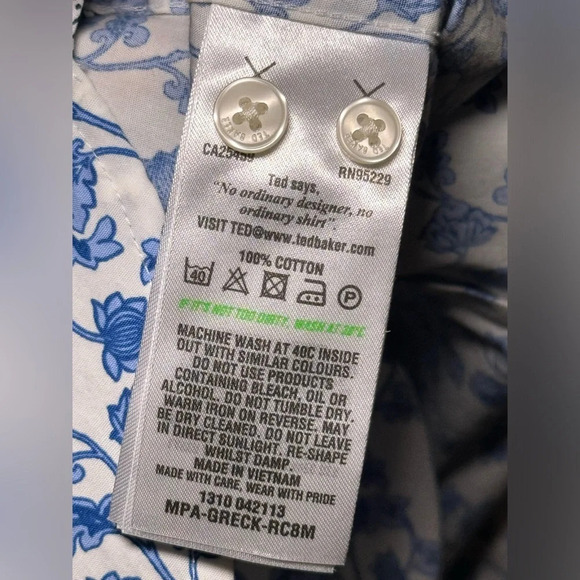 TED BAKER
TED BAKER
CA25459
RN95229
Ted says,
"No ordinary designer, no
ordinary shirt".
VISIT TED@www.tedbaker.com
100% COTTON
40
P
IF IT'S NOT TOO DIRTY, WASH AT 30°C
MACHINE WASH AT 40C INSIDE
OUT WITH SIMILAR COLOURS.
DO NOT USE PRODUCTS
CONTAINING BLEACH, OIL OR
ALCOHOL. DO NOT TUMBLE DRY.
WARM IRON ON REVERSE. MAY
BE DRY CLEANED. DO NOT LEAVE
IN DIRECT SUNLIGHT. RE-SHAPE
WHILST DAMP.
MADE IN VIETNAM
MADE WITH CARE, WEAR WITH PRIDE
1310 042113
MPA-GRECK-RC8M